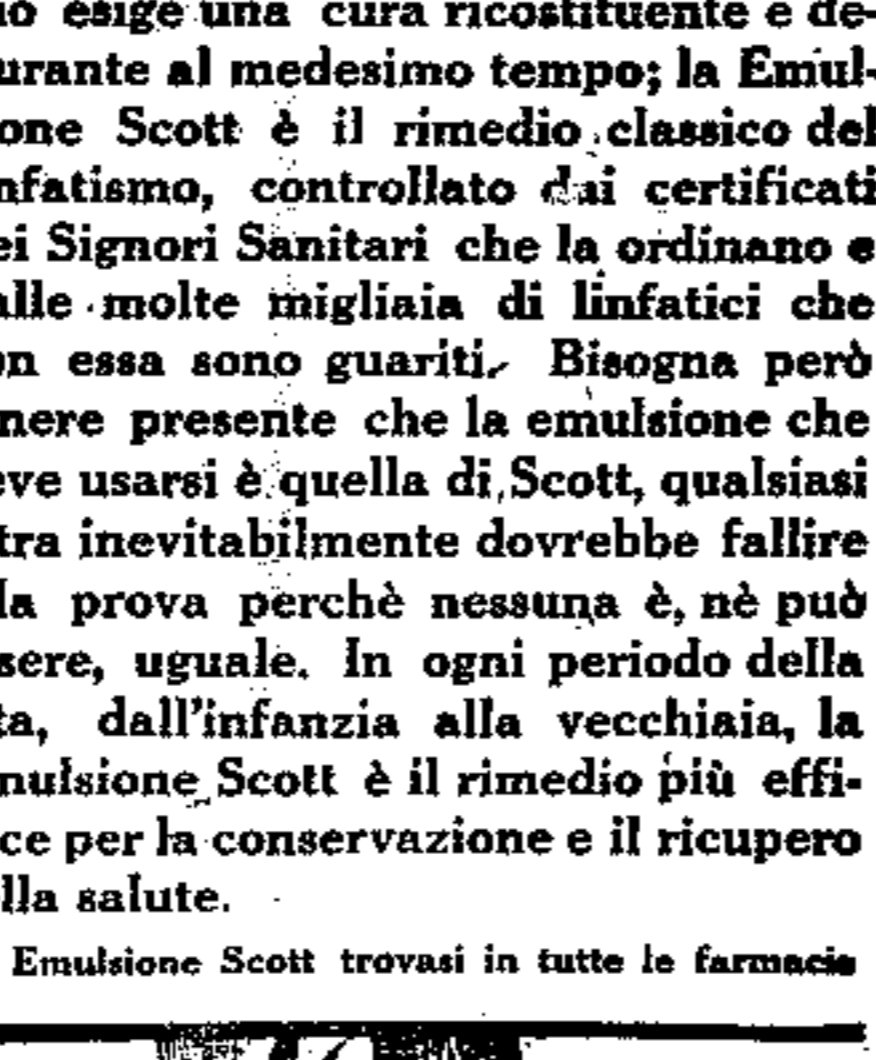 no esige una cura ricostituente e de-
urante al medesimo tempo; la Emul-
one Scott è il rimedio classico del
nfatismo, controllato dai certificati
ei Signori Sanitari che la ordinano e
alle molte migliaia di linfatici che
on essa sono guariti. Bisogna però
nere presente che la emulsione che
eve usarsi è quella di Scott, qualsiasi
tra inevitabilmente dovrebbe fallire
la prova perchè nessuna è, nè può
sere, uguale. In ogni periodo della
ta, dall'infanzia alla vecchiaia, la
mulsione Scott è il rimedio più effi-
ce per la conservazione e il ricupero
lla salute.
Emulsione Scott trovasi in tutte le farmacie